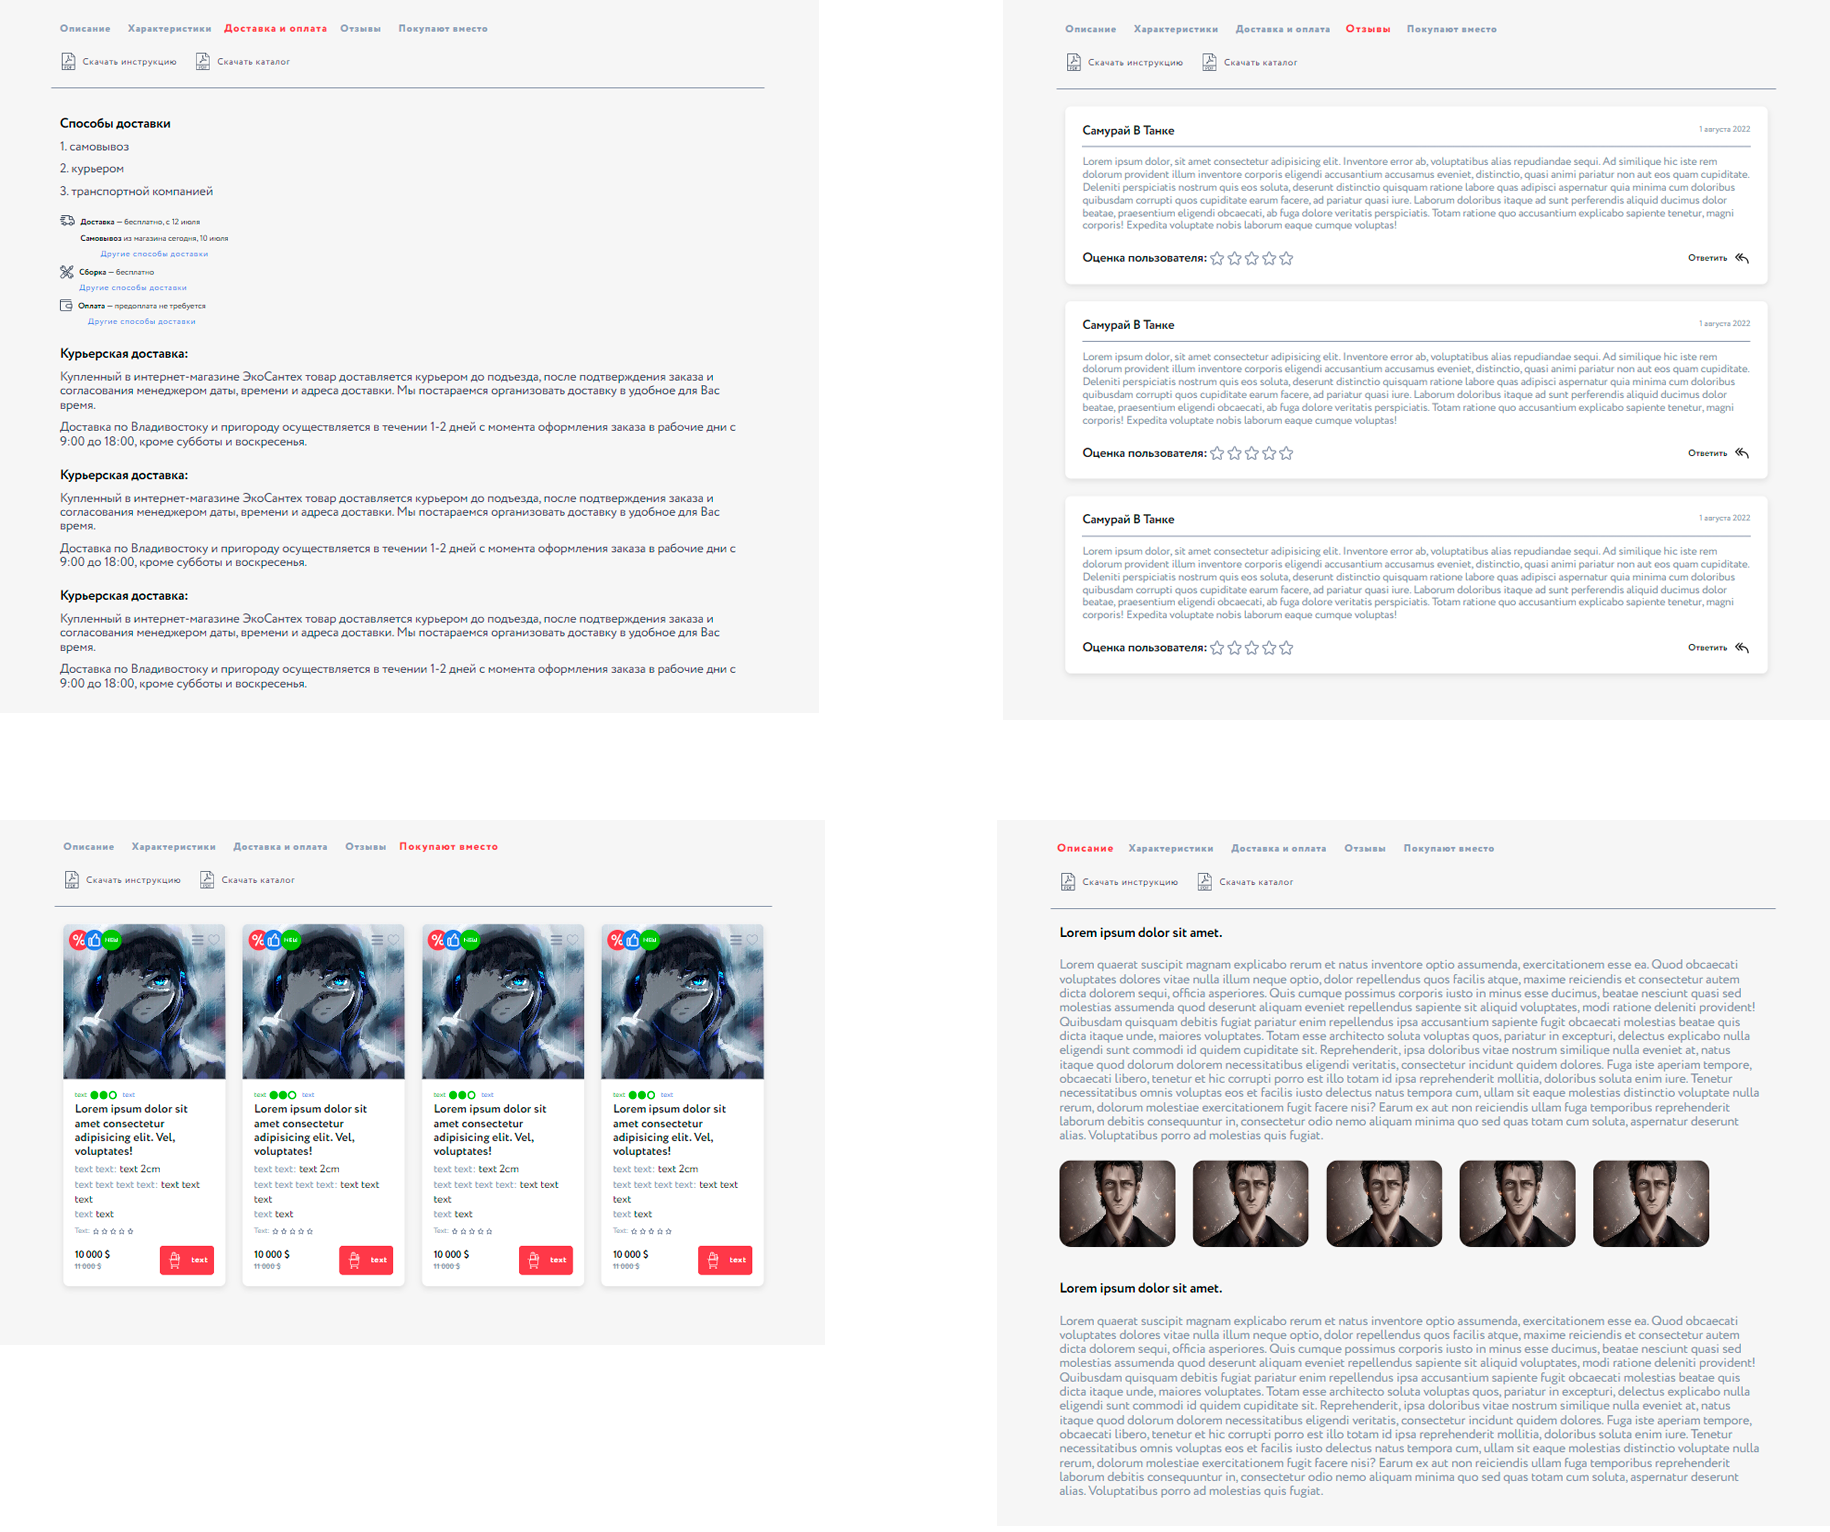 Описание Характеристики Доставка и оплата Отзывы Покупают вместо
Скачать инструкцию Скачать каталог
Способы доставки
1. самовывоз
2. курьером
3. транспортной компанией
Доставка — бесплатно, с 12 июля
Самовывоз из магазина сегодня, 10 июля
Другие способы доставки
Сборка — бесплатно
Другие способы доставки
Оплата — предоплата не требуется
Другие способы доставки
Курьерская доставка:
Купленный в интернет-магазине ЭкоСантех товар доставляется курьером до подъезда, после подтверждения заказа и
согласования менеджером даты, времени и адреса доставки. Мы постараемся организовать доставку в удобное для Вас
время.
Доставка по Владивостоку и пригороду осуществляется в течении 1-2 дней с момента оформления заказа в рабочие дни с
9:00 до 18:00, кроме субботы и воскресенья.
Курьерская доставка:
Купленный в интернет-магазине ЭкоСантех товар доставляется курьером до подъезда, после подтверждения заказа и
согласования менеджером даты, времени и адреса доставки. Мы постараемся организовать доставку в удобное для Вас
время.
Доставка по Владивостоку и пригороду осуществляется в течении 1-2 дней с момента оформления заказа в рабочие дни с
9:00 до 18:00, кроме субботы и воскресенья.
Курьерская доставка:
Купленный в интернет-магазине ЭкоСантех товар доставляется курьером до подъезда, после подтверждения заказа и
согласования менеджером даты, времени и адреса доставки. Мы постараемся организовать доставку в удобное для Вас
время.
Доставка по Владивостоку и пригороду осуществляется в течении 1-2 дней с момента оформления заказа в рабочие дни с
9:00 до 18:00, кроме субботы и воскресенья.
Описание Характеристики Доставка и оплата Отзывы Покупают вместо
Скачать инструкцию Скачать каталог
Самурай В Танке 1 августа 2022
Lorem ipsum dolor, sit amet consectetur adipisicing elit. Inventore error ab, voluptatibus alias repudiandae sequi. Ad similique hic iste rem
dolorum provident illum inventore corporis eligendi accusantium accusamus eveniet, distinctio, quasi animi pariatur non aut eos quam cupiditate.
Deleniti perspiciatis nostrum quis eos soluta, deserunt distinctio quisquam ratione labore quas adipisci aspernatur quia minima cum doloribus
quibusdam corrupti quos cupiditate earum facere, ad pariatur quasi iure. Laborum doloribus itaque ad sunt perferendis aliquid ducimus dolor
beatae, praesentium eligendi obcaecati, ab fuga dolore veritatis perspiciatis. Totam ratione quo accusantium explicabo sapiente tenetur, magni
corporis! Expedita voluptate nobis laborum eaque cumque voluptas!
Оценка пользователя: Ответить
Самурай В Танке 1 августа 2022
Lorem ipsum dolor, sit amet consectetur adipisicing elit. Inventore error ab, voluptatibus alias repudiandae sequi. Ad similique hic iste rem
dolorum provident illum inventore corporis eligendi accusantium accusamus eveniet, distinctio, quasi animi pariatur non aut eos quam cupiditate.
Deleniti perspiciatis nostrum quis eos soluta, deserunt distinctio quisquam ratione labore quas adipisci aspernatur quia minima cum doloribus
quibusdam corrupti quos cupiditate earum facere, ad pariatur quasi iure. Laborum doloribus itaque ad sunt perferendis aliquid ducimus dolor
beatae, praesentium eligendi obcaecati, ab fuga dolore veritatis perspiciatis. Totam ratione quo accusantium explicabo sapiente tenetur, magni
corporis! Expedita voluptate nobis laborum eaque cumque voluptas!
Оценка пользователя: Ответить
Самурай В Танке 1 августа 2022
Lorem ipsum dolor, sit amet consectetur adipisicing elit. Inventore error ab, voluptatibus alias repudiandae sequi. Ad similique hic iste rem
dolorum provident illum inventore corporis eligendi accusantium accusamus eveniet, distinctio, quasi animi pariatur non aut eos quam cupiditate.
Deleniti perspiciatis nostrum quis eos soluta, deserunt distinctio quisquam ratione labore quas adipisci aspernatur quia minima cum doloribus
quibusdam corrupti quos cupiditate earum facere, ad pariatur quasi iure. Laborum doloribus itaque ad sunt perferendis aliquid ducimus dolor
beatae, praesentium eligendi obcaecati, ab fuga dolore veritatis perspiciatis. Totam ratione quo accusantium explicabo sapiente tenetur, magni
corporis! Expedita voluptate nobis laborum eaque cumque voluptas!
Оценка пользователя: Ответить
Описание Характеристики Доставка и оплата Отзывы Покупают вместо
Скачать инструкцию Скачать каталог
% NEW
text text
Lorem ipsum dolor sit
amet consectetur
adipisicing elit. Vel,
voluptates!
text text: text 2cm
text text text text: text text
text
text text
Text:
10 000 $
11 000 $
text
% NEW
text text
Lorem ipsum dolor sit
amet consectetur
adipisicing elit. Vel,
voluptates!
text text: text 2cm
text text text text: text text
text
text text
Text:
10 000 $
11 000 $
text
% NEW
text text
Lorem ipsum dolor sit
amet consectetur
adipisicing elit. Vel,
voluptates!
text text: text 2cm
text text text text: text text
text
text text
Text:
10 000 $
11 000 $
text
% NEW
text text
Lorem ipsum dolor sit
amet consectetur
adipisicing elit. Vel,
voluptates!
text text: text 2cm
text text text text: text text
text
text text
Text:
10 000 $
11 000 $
text
Описание Характеристики Доставка и оплата Отзывы Покупают вместо
Скачать инструкцию Скачать каталог
Lorem ipsum dolor sit amet.
Lorem quaerat suscipit magnam explicabo rerum et natus inventore optio assumenda, exercitationem esse ea. Quod obcaecati
voluptates dolores vitae nulla illum neque optio, dolor repellendus quos facilis atque, maxime reiciendis et consectetur autem
dicta dolorem sequi, officia asperiores. Quis cumque possimus corporis iusto in minus esse ducimus, beatae nesciunt quasi sed
molestias assumenda quod deserunt aliquam eveniet repellendus sapiente sit aliquid voluptates, modi ratione deleniti provident!
Quibusdam quisquam debitis fugiat pariatur enim repellendus ipsa accusantium sapiente fugit obcaecati molestias beatae quis
dicta itaque unde, maiores voluptates. Totam esse architecto soluta voluptas quos, pariatur in excepturi, delectus explicabo nulla
eligendi sunt commodi id quidem cupiditate sit. Reprehenderit, ipsa doloribus vitae nostrum similique nulla eveniet at, natus
itaque quod dolorum dolorem necessitatibus eligendi veritatis, consectetur incidunt quidem dolores. Fuga iste aperiam tempore,
obcaecati libero, tenetur et hic corrupti porro est illo totam id ipsa reprehenderit mollitia, doloribus soluta enim iure. Tenetur
necessitatibus omnis voluptas eos et facilis iusto delectus natus tempora cum, ullam sit eaque molestias distinctio voluptate nulla
rerum, dolorum molestiae exercitationem fugit facere nisi? Earum ex aut non reiciendis ullam fuga temporibus reprehenderit
laborum debitis consequuntur in, consectetur odio nemo aliquam minima quo sed quas totam cum soluta, aspernatur deserunt
alias. Voluptatibus porro ad molestias quis fugiat.
Lorem ipsum dolor sit amet.
Lorem quaerat suscipit magnam explicabo rerum et natus inventore optio assumenda, exercitationem esse ea. Quod obcaecati
voluptates dolores vitae nulla illum neque optio, dolor repellendus quos facilis atque, maxime reiciendis et consectetur autem
dicta dolorem sequi, officia asperiores. Quis cumque possimus corporis iusto in minus esse ducimus, beatae nesciunt quasi sed
molestias assumenda quod deserunt aliquam eveniet repellendus sapiente sit aliquid voluptates, modi ratione deleniti provident!
Quibusdam quisquam debitis fugiat pariatur enim repellendus ipsa accusantium sapiente fugit obcaecati molestias beatae quis
dicta itaque unde, maiores voluptates. Totam esse architecto soluta voluptas quos, pariatur in excepturi, delectus explicabo nulla
eligendi sunt commodi id quidem cupiditate sit. Reprehenderit, ipsa doloribus vitae nostrum similique nulla eveniet at, natus
itaque quod dolorum dolorem necessitatibus eligendi veritatis, consectetur incidunt quidem dolores. Fuga iste aperiam tempore,
obcaecati libero, tenetur et hic corrupti porro est illo totam id ipsa reprehenderit mollitia, doloribus soluta enim iure. Tenetur
necessitatibus omnis voluptas eos et facilis iusto delectus natus tempora cum, ullam sit eaque molestias distinctio voluptate nulla
rerum, dolorum molestiae exercitationem fugit facere nisi? Earum ex aut non reiciendis ullam fuga temporibus reprehenderit
laborum debitis consequuntur in, consectetur odio nemo aliquam minima quo sed quas totam cum soluta, aspernatur deserunt
alias. Voluptatibus porro ad molestias quis fugiat.